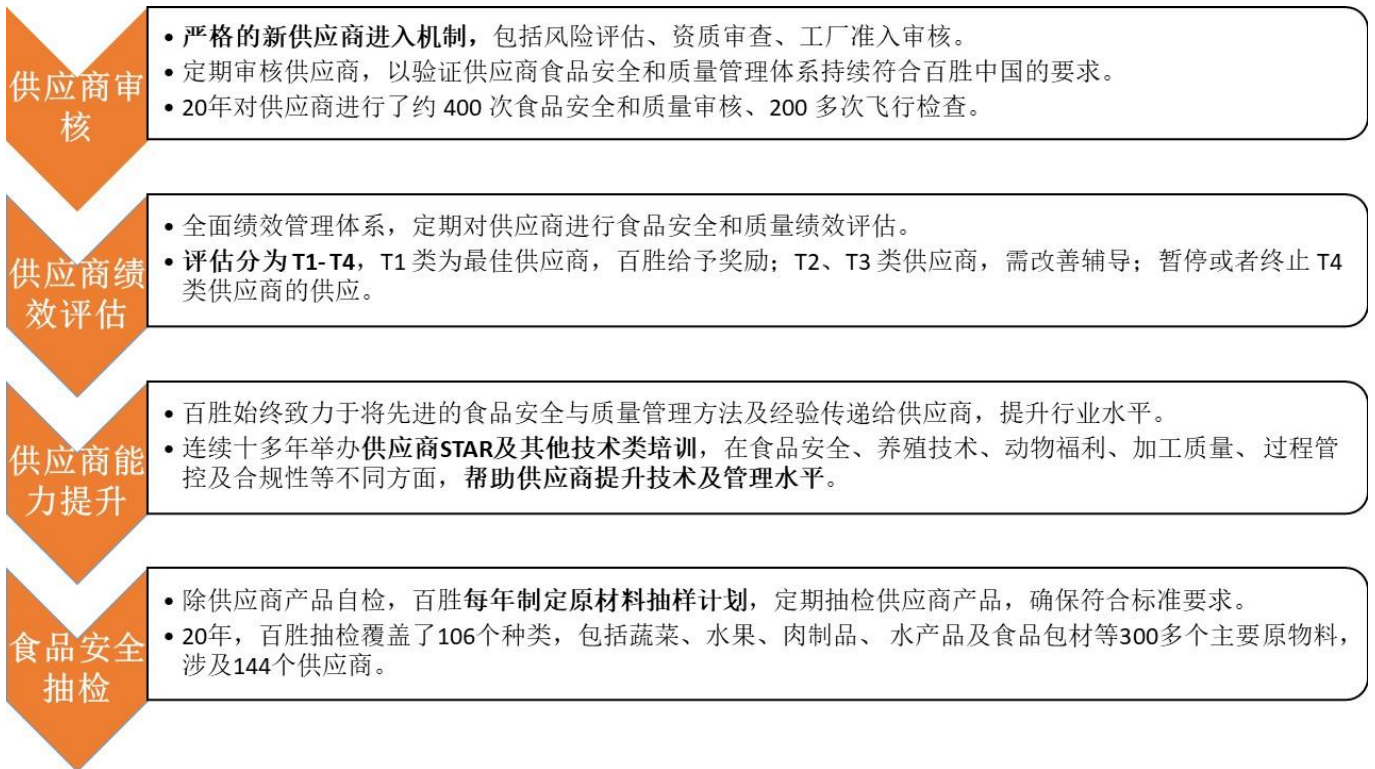 供应商审
核
• 严格的新供应商进入机制，包括风险评估、资质审查、工厂准入审核。
• 定期审核供应商，以验证供应商食品安全和质量管理体系持续符合百胜中国的要求。
• 20年对供应商进行了约 400 次食品安全和质量审核、200 多次飞行检查。
供应商绩
效评估
• 全面绩效管理体系，定期对供应商进行食品安全和质量绩效评估。
• 评估分为 T1- T4，T1 类为最佳供应商，百胜给予奖励；T2、T3 类供应商，需改善辅导；暂停或者终止 T4
类供应商的供应。
供应商能
力提升
• 百胜始终致力于将先进的食品安全与质量管理方法及经验传递给供应商，提升行业水平。
• 连续十多年举办供应商STAR及其他技术类培训，在食品安全、养殖技术、动物福利、加工质量、 过程管
控及合规性等不同方面，帮助供应商提升技术及管理水平。
食品安全
抽检
• 除供应商产品自检，百胜每年制定原材料抽样计划，定期抽检供应商产品，确保符合标准要求。
• 20年，百胜抽检覆盖了106个种类，包括蔬菜、水果、肉制品、 水产品及食品包材等300多个主要原物料，
涉及144个供应商。